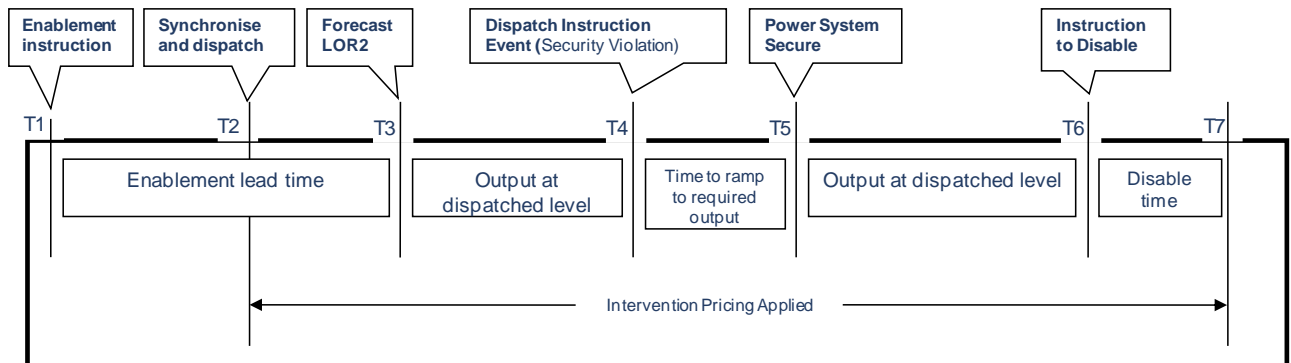 Enablement
instruction
Synchronise
and dispatch
Forecast
LOR2
Dispatch Instruction
Event (Security Violation)
Power System
Secure
Instruction
to Disable
T1
T2
T3
T4
T5
T6
T7
Enablement lead time
Output at
dispatched level
Time to ramp
to required
output
Output at dispatched level
Disable
time
Intervention Pricing Applied